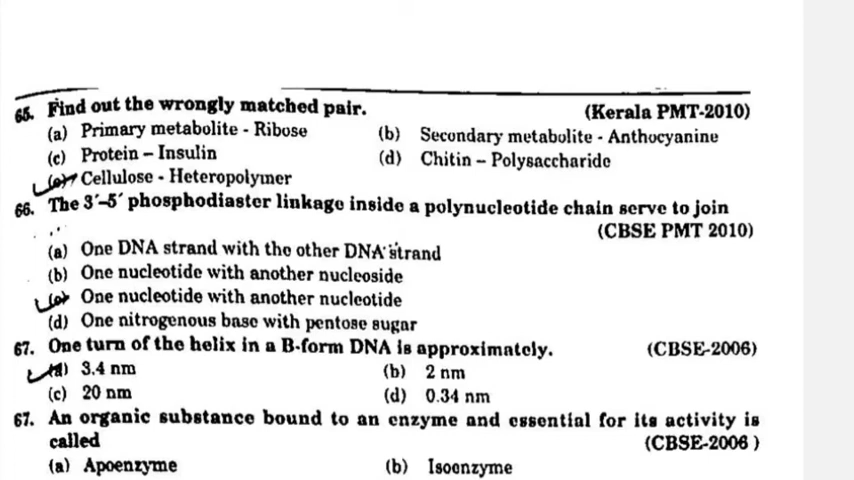 65. Find out the wrongly matched pair. (Kerala PMT-2010)
(a) Primary metabolite - Ribose (b) Secondary metabolite - Anthocyanine
(c) Protein – Insulin (d) Chitin – Polysaccharide
(e) Cellulose - Heteropolymer
66. The 3′–5′ phosphodiaster linkage inside a polynucleotide chain serve to join
(CBSE PMT 2010)
(a) One DNA strand with the other DNA strand
(b) One nucleotide with another nucleoside
(c) One nucleotide with another nucleotide
(d) One nitrogenous base with pentose sugar
67. One turn of the helix in a B-form DNA is approximately. (CBSE-2006)
(a) 3.4 nm (b) 2 nm
(c) 20 nm (d) 0.34 nm
67. An organic substance bound to an enzyme and essential for its activity is
called (CBSE-2006 )
(a) Apoenzyme (b) Isoenzyme